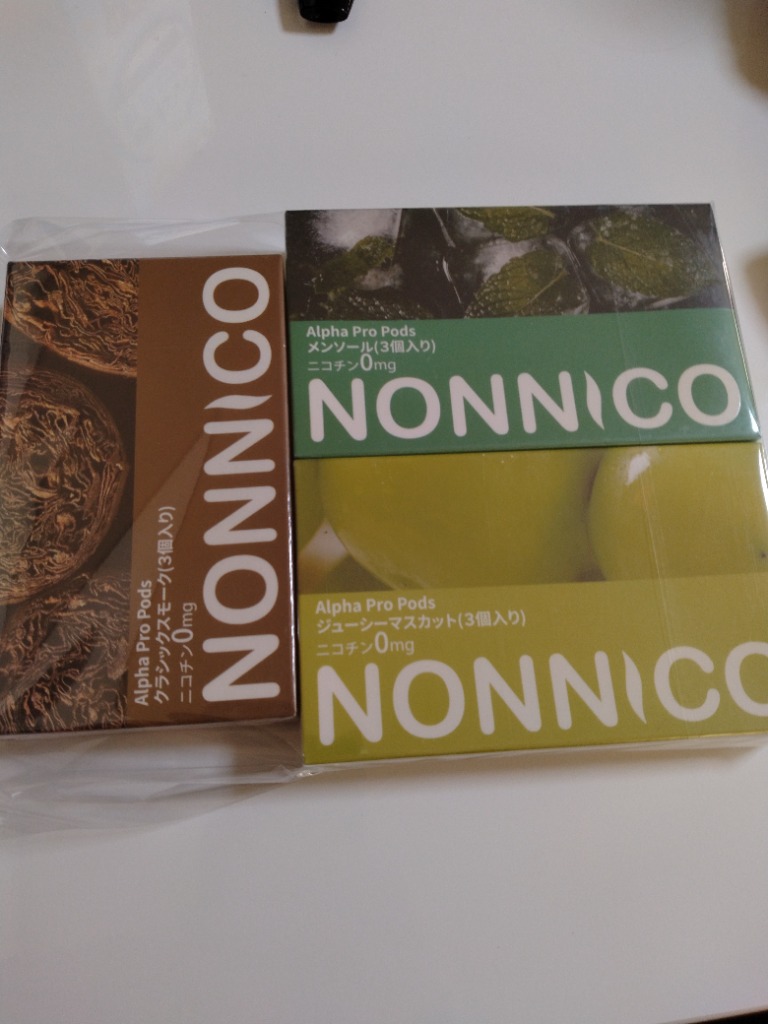 Alpha Pro Pods
クラシックスモーク(3個入り)
ニコチン0mg
NONNICO
Alpha Pro Pods
メンソール(3個入り)
ニコチン0mg
NONNICO
Alpha Pro Pods
ジューシーマスカット(3個入り)
ニコチン0mg
NONNICO